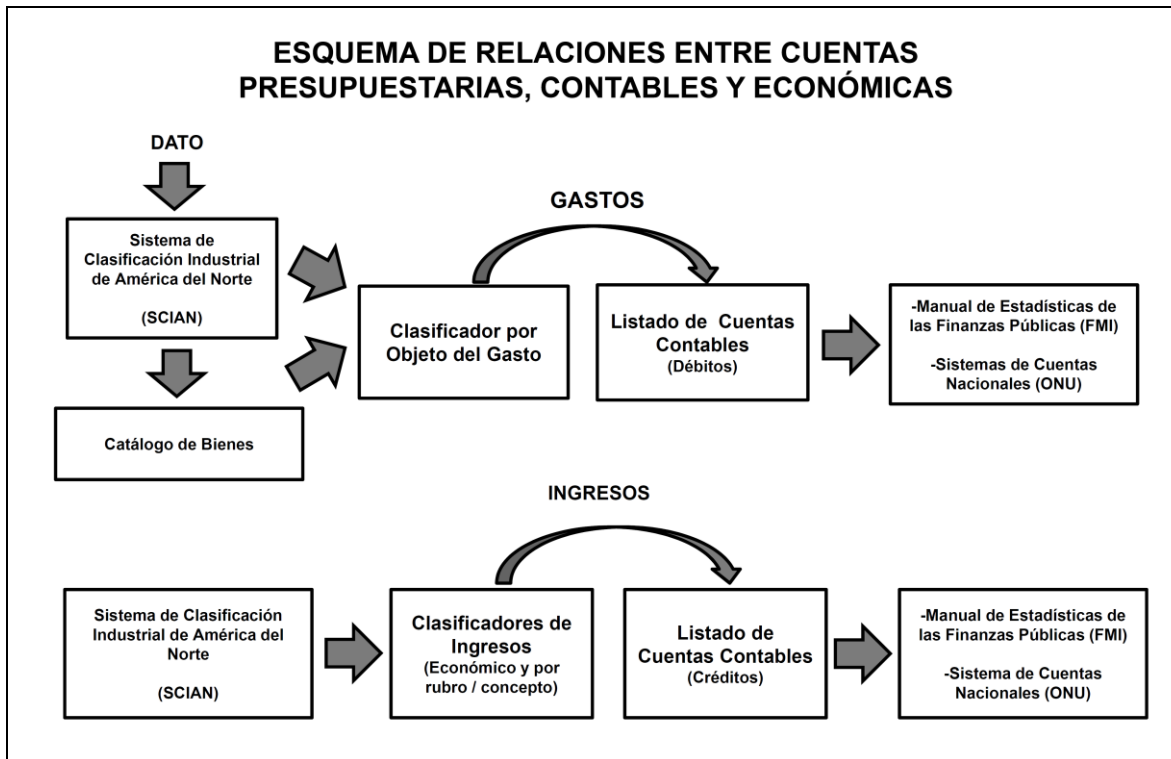 ESQUEMA DE RELACIONES ENTRE CUENTAS
PRESUPUESTARIAS, CONTABLES Y ECONÓMICAS
DATO
GASTOS
Sistema de
Clasificación Industrial
de América del Norte
(SCIAN)
Clasificador por
Objeto del Gasto
Listado de Cuentas
Contables
(Débitos)
-Manual de Estadísticas de
las Finanzas Públicas (FMI)
-Sistemas de Cuentas
Nacionales (ONU)
Catálogo de Bienes
INGRESOS
Sistema de Clasificación
Industrial de América del
Norte
(SCIAN)
Clasificadores de
Ingresos
(Económico y por
rubro / concepto)
Listado de
Cuentas Contables
(Créditos)
-Manual de Estadísticas de
las Finanzas Públicas (FMI)
-Sistema de Cuentas
Nacionales (ONU)